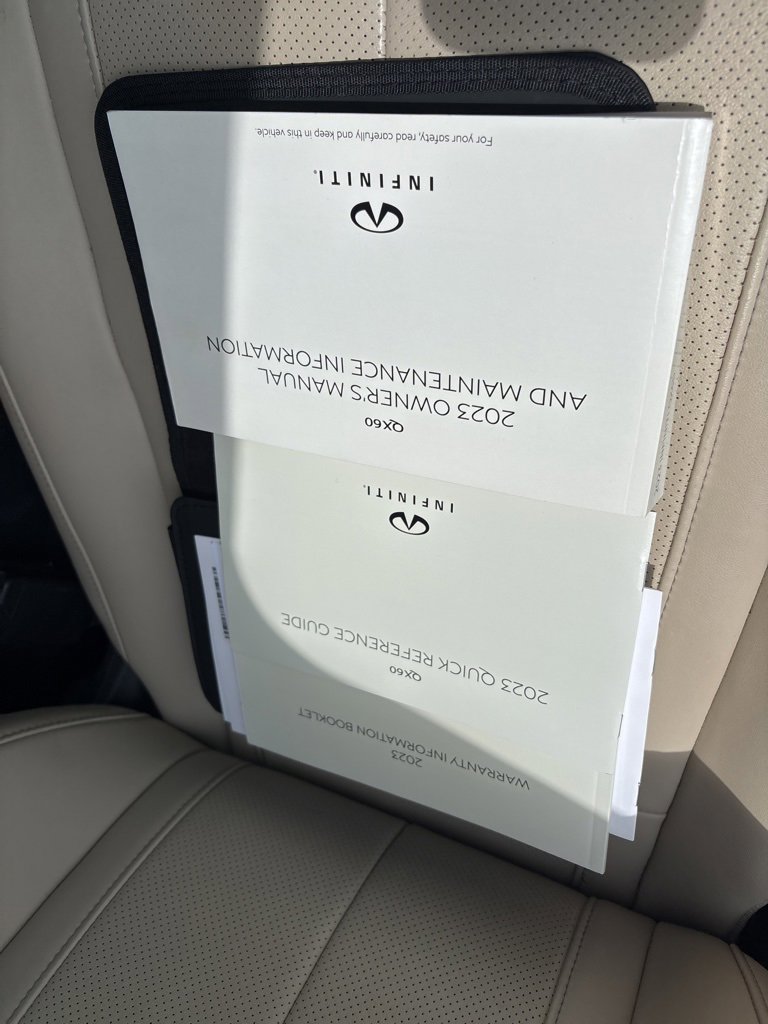 2023
WARRANTY INFORMATION BOOKLET
QX60
2023 QUICK REFERENCE GUIDE
INFINITI®
QX60
2023 OWNER'S MANUAL
AND MAINTENANCE INFORMATION
INFINITI®
For your safety, read carefully and keep in this vehicle.